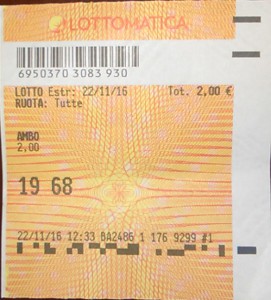 LOTTOMATICA
6950370 3083 930
LOTTO Estr: 22/11/16 Tot. 2,00 €
RUOTA: Tutte
AMBO
2,00
19 68
22/11/16 12:33 BA2486 1 176 9299 #1